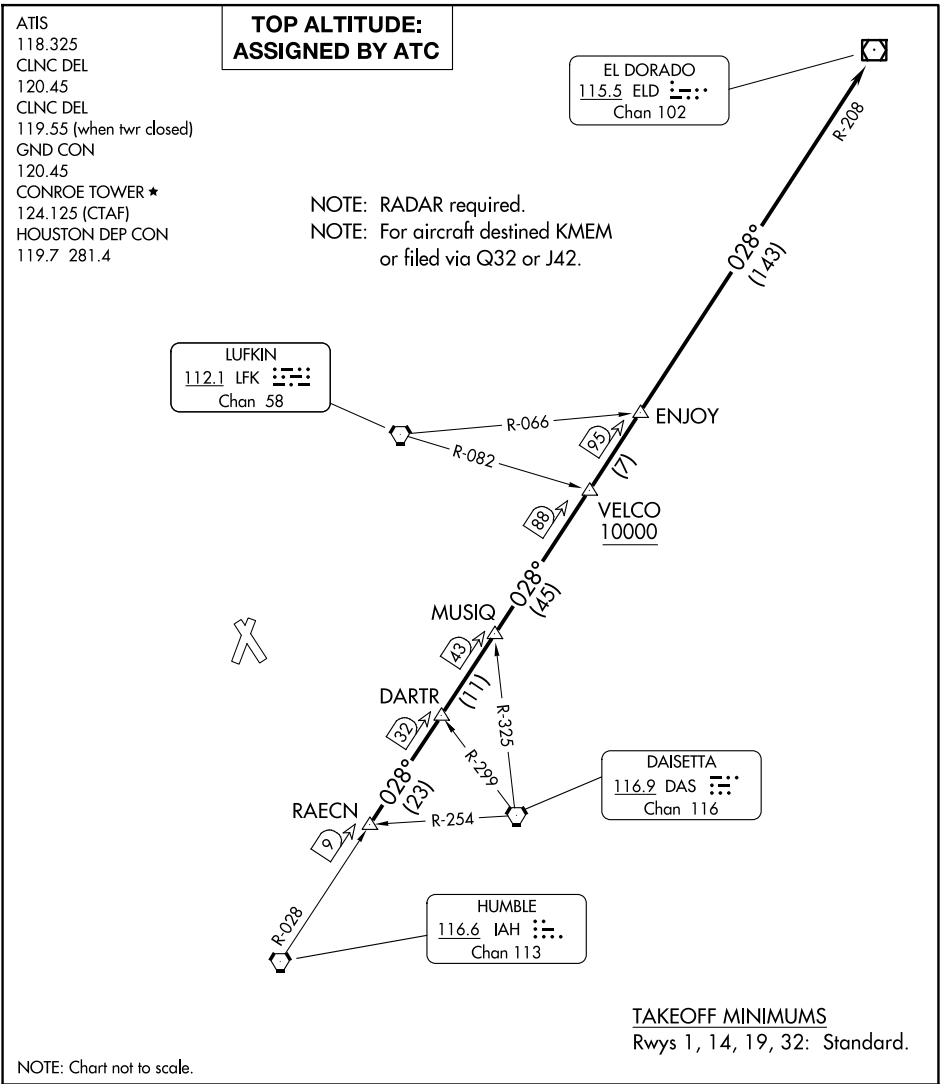 ATIS
118.325
CLNC DEL
120.45
CLNC DEL
119.55 (when twr closed)
GND CON
120.45
CONROE TOWER ★
124.125 (CTAF)
HOUSTON DEP CON
119.7 281.4
TOP ALTITUDE:
ASSIGNED BY ATC
EL DORADO
115.5 ELD
Chan 102
R-208
NOTE: RADAR required.
NOTE: For aircraft destined KMEM
or filed via Q32 or J42.
028°
(143)
LUFKIN
112.1 LFK
Chan 58
R-066
R-082
ENJOY
95
(7)
VELCO
10000
88
028°
(45)
MUSIQ
43
(11)
DARTR
32
R-325
R-299
028°
(23)
RAECN
9
R-254
DAISETTA
116.9 DAS
Chan 116
R-028
HUMBLE
116.6 IAH
Chan 113
TAKEOFF MINIMUMS
Rwys 1, 14, 19, 32: Standard.
NOTE: Chart not to scale.